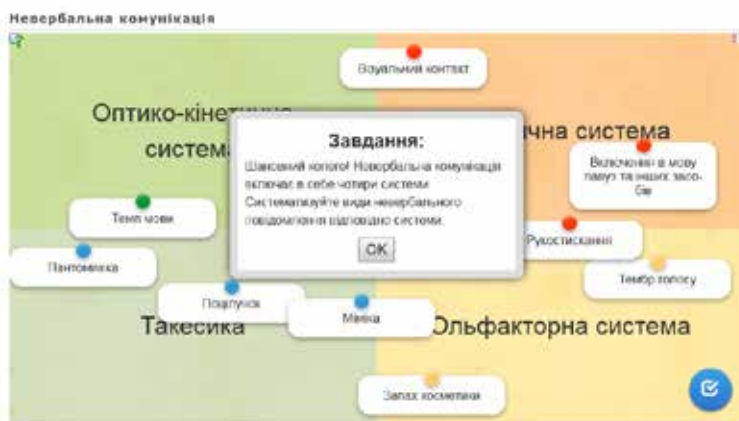 Невербальна комунікація
Візуальний контакт
Оптико-кінетична
система
чна система
Включення в мову
пауз та інших засо-
бів
Завдання:
Шановний колего! Невербальна комунікація
включає в себе чотири системи
Систематизуйте види невербального
повідомлення відповідно системи.
OK
Темп мови
Рукостискання
Пантоміміка
Тембр голосу
Поцілунок
Міміка
Такесика
Ольфакторна система
Запах косметики